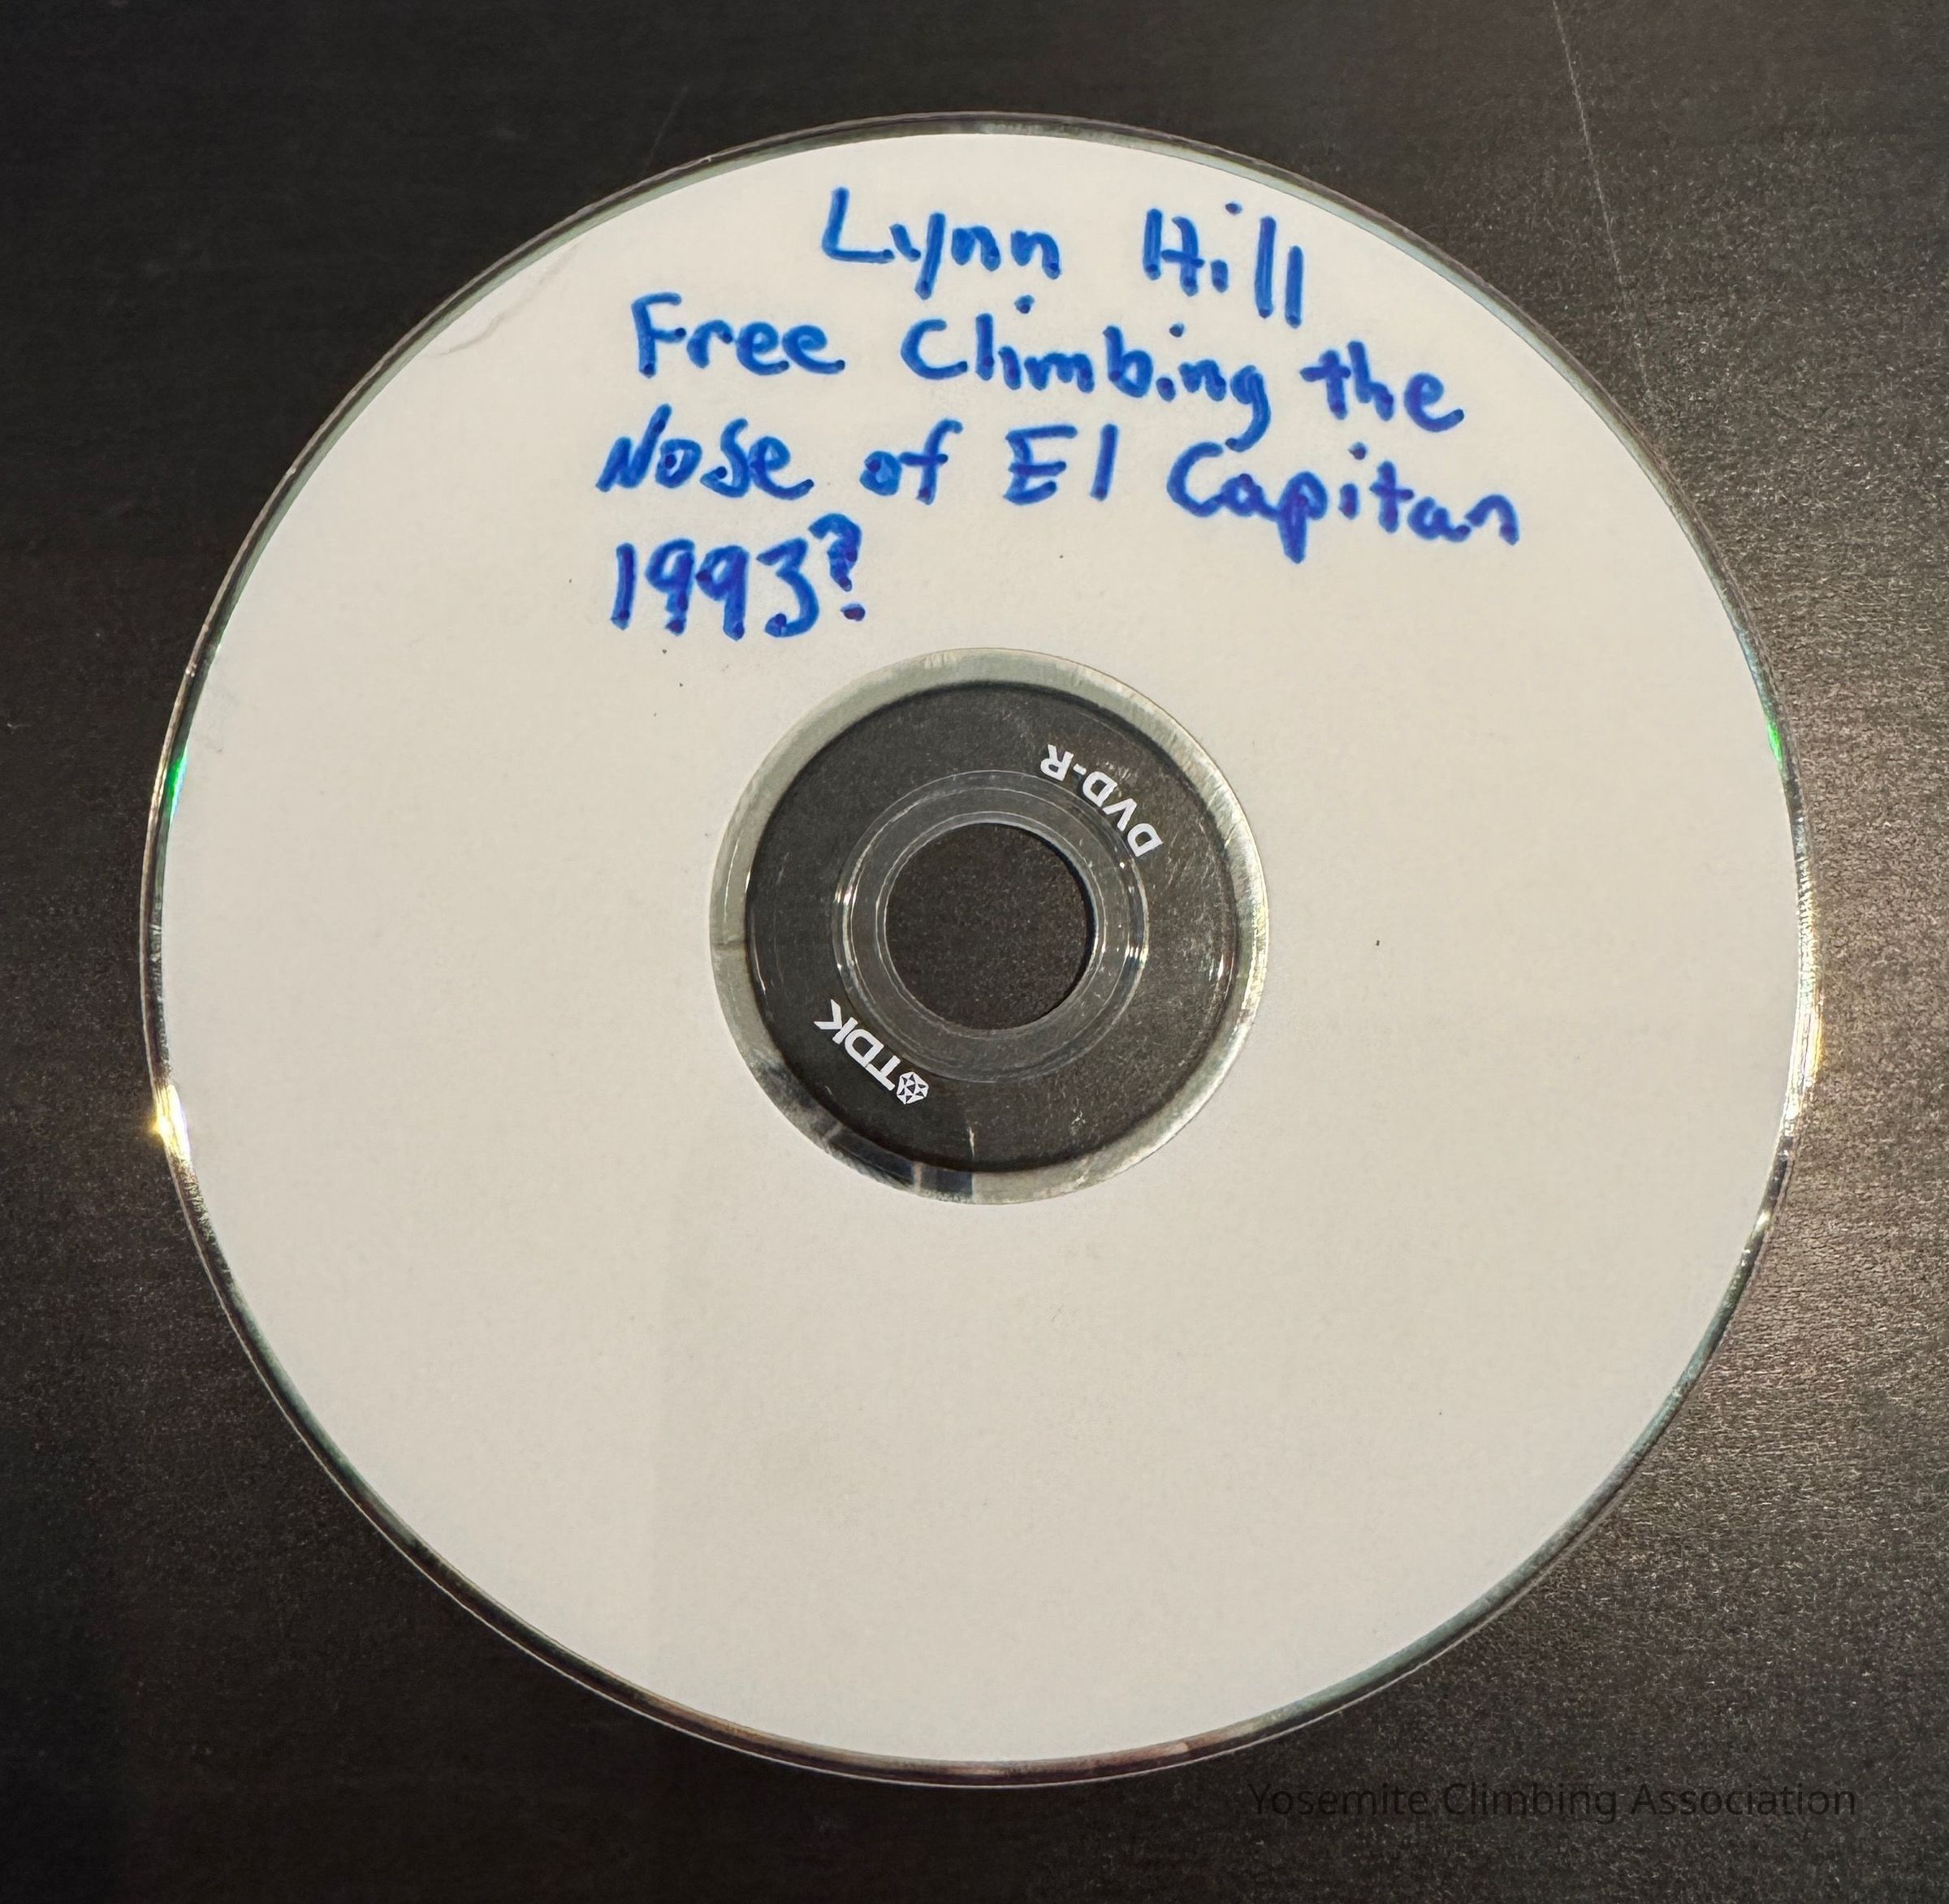 Lynn Hill
Free Climbing the
Nose of El Capitan
1993?
DVD-R
TDK
Yosemite Climbing Association